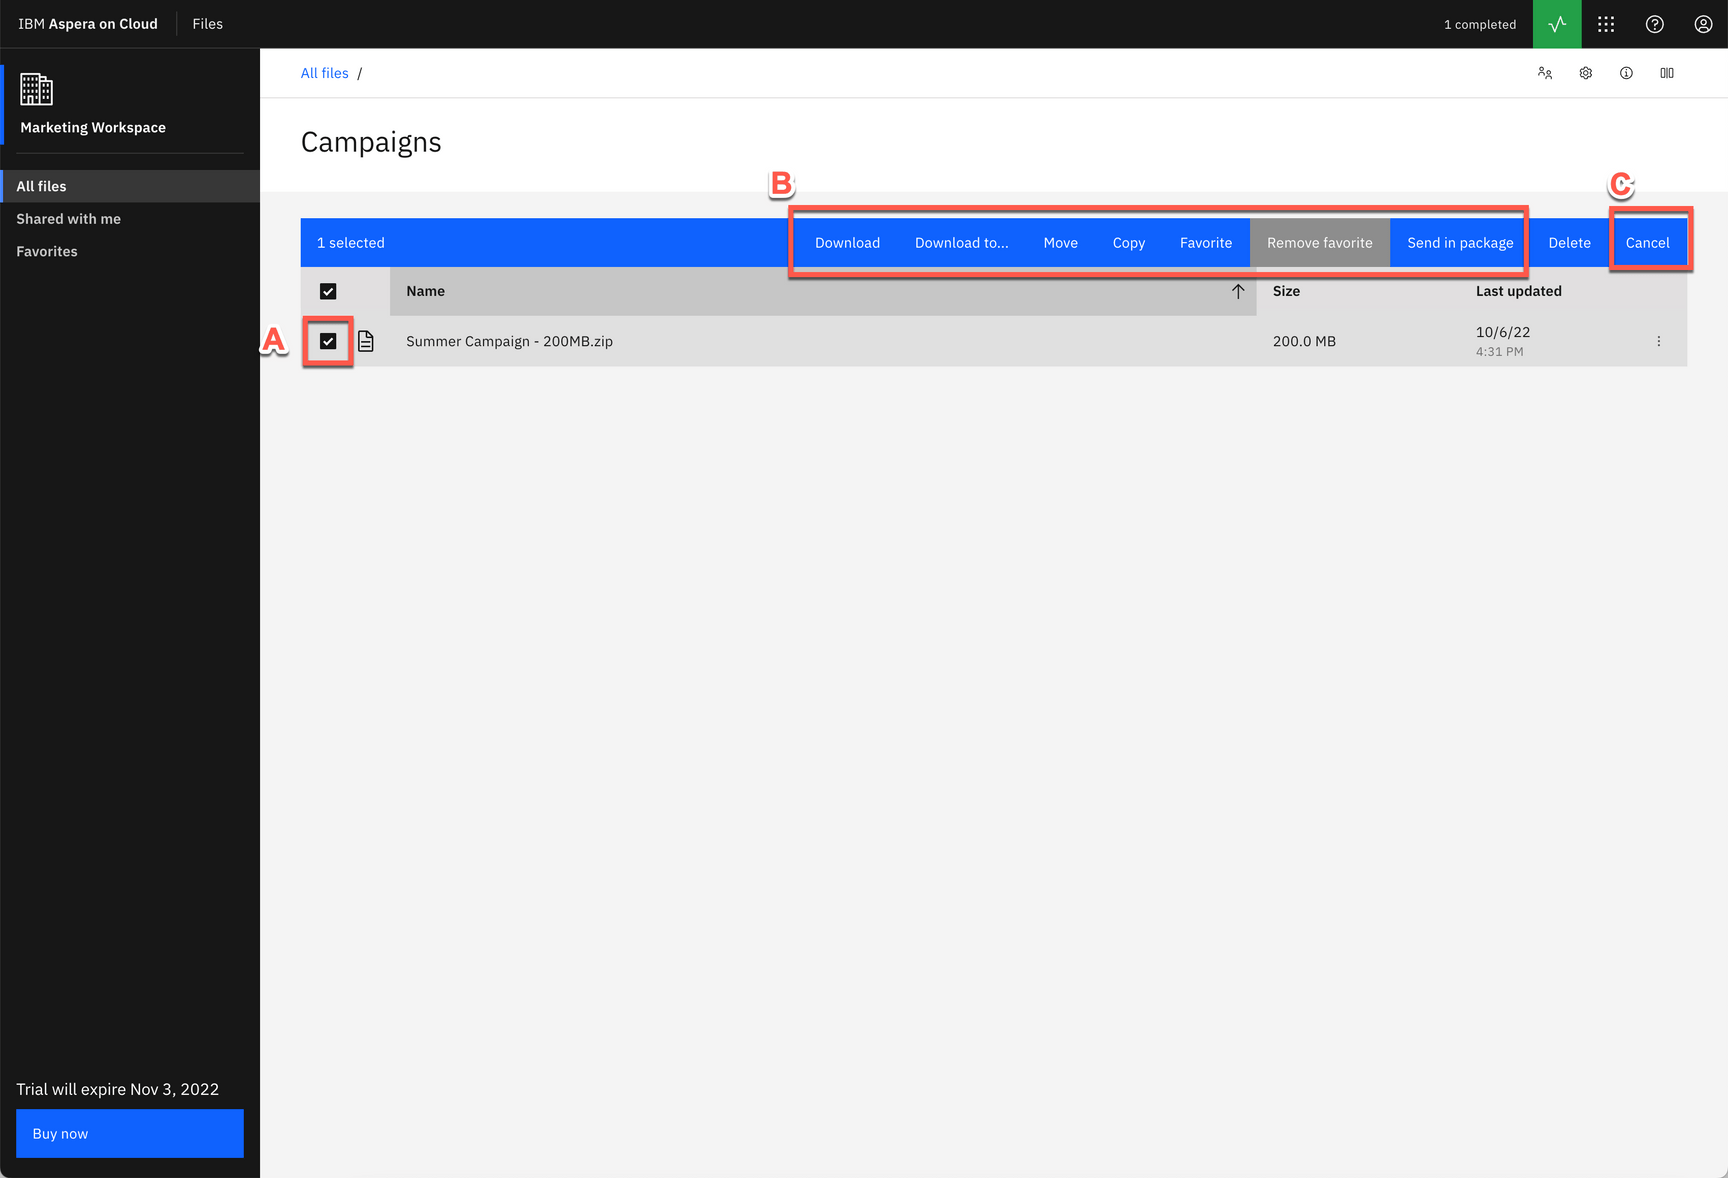 IBM Aspera on Cloud Files 1 completed
Marketing Workspace
All files
Shared with me
Favorites
Trial will expire Nov 3, 2022
Buy now
All files /
Campaigns
B
C
1 selected Download Download to... Move Copy Favorite Remove favorite Send in package Delete Cancel
Name Size Last updated
A
Summer Campaign - 200MB.zip 200.0 MB 10/6/22
4:31 PM